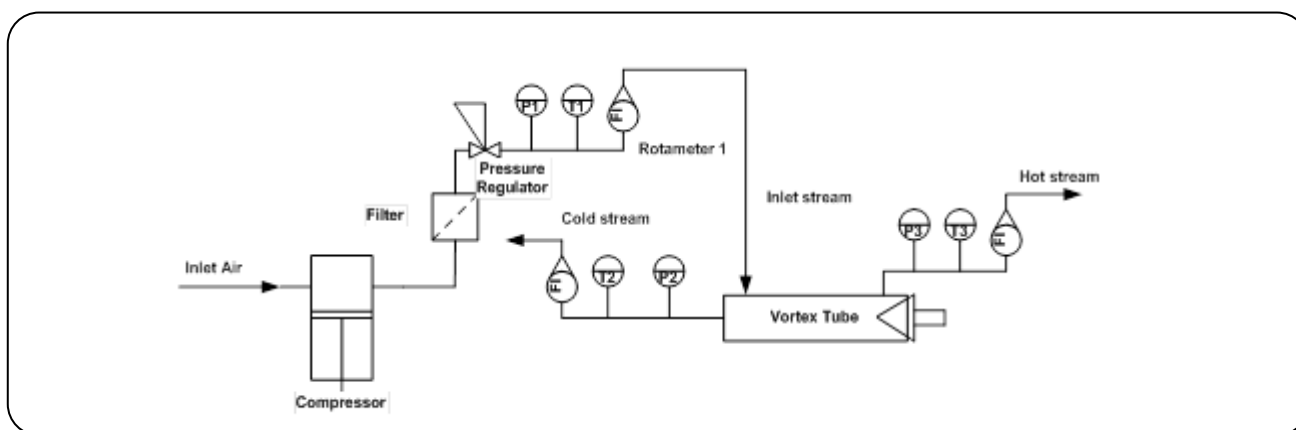 P1
T1
FI
Rotameter 1
Pressure
Regulator
Filter
Inlet Air
Compressor
Cold stream
FI
T2
P2
Inlet stream
Vortex Tube
P3
T3
FI
Hot stream